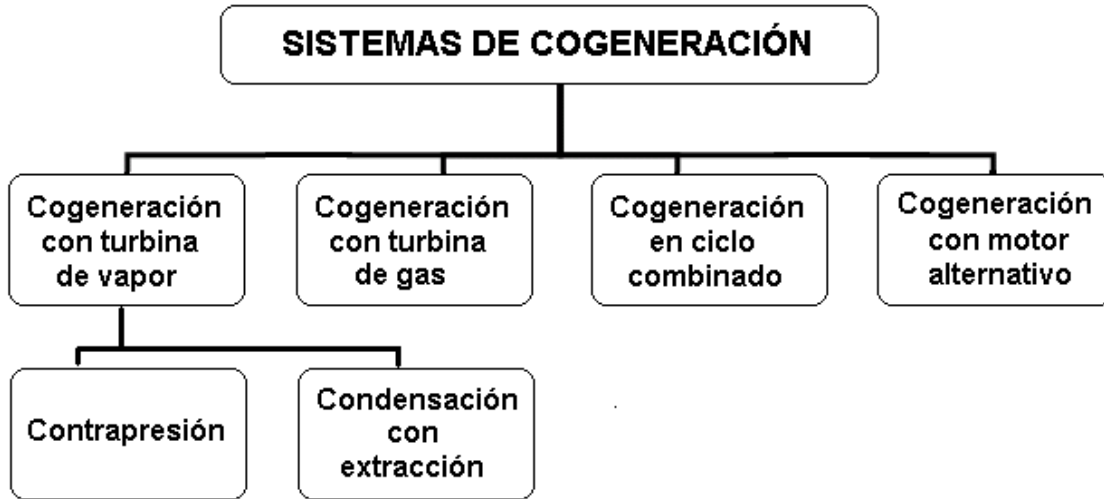 SISTEMAS DE COGENERACIÓN
Cogeneración
con turbina
de vapor
Cogeneración
con turbina
de gas
Cogeneración
en ciclo
combinado
Cogeneración
con motor
alternativo
Contrapresión
Condensación
con
extracción